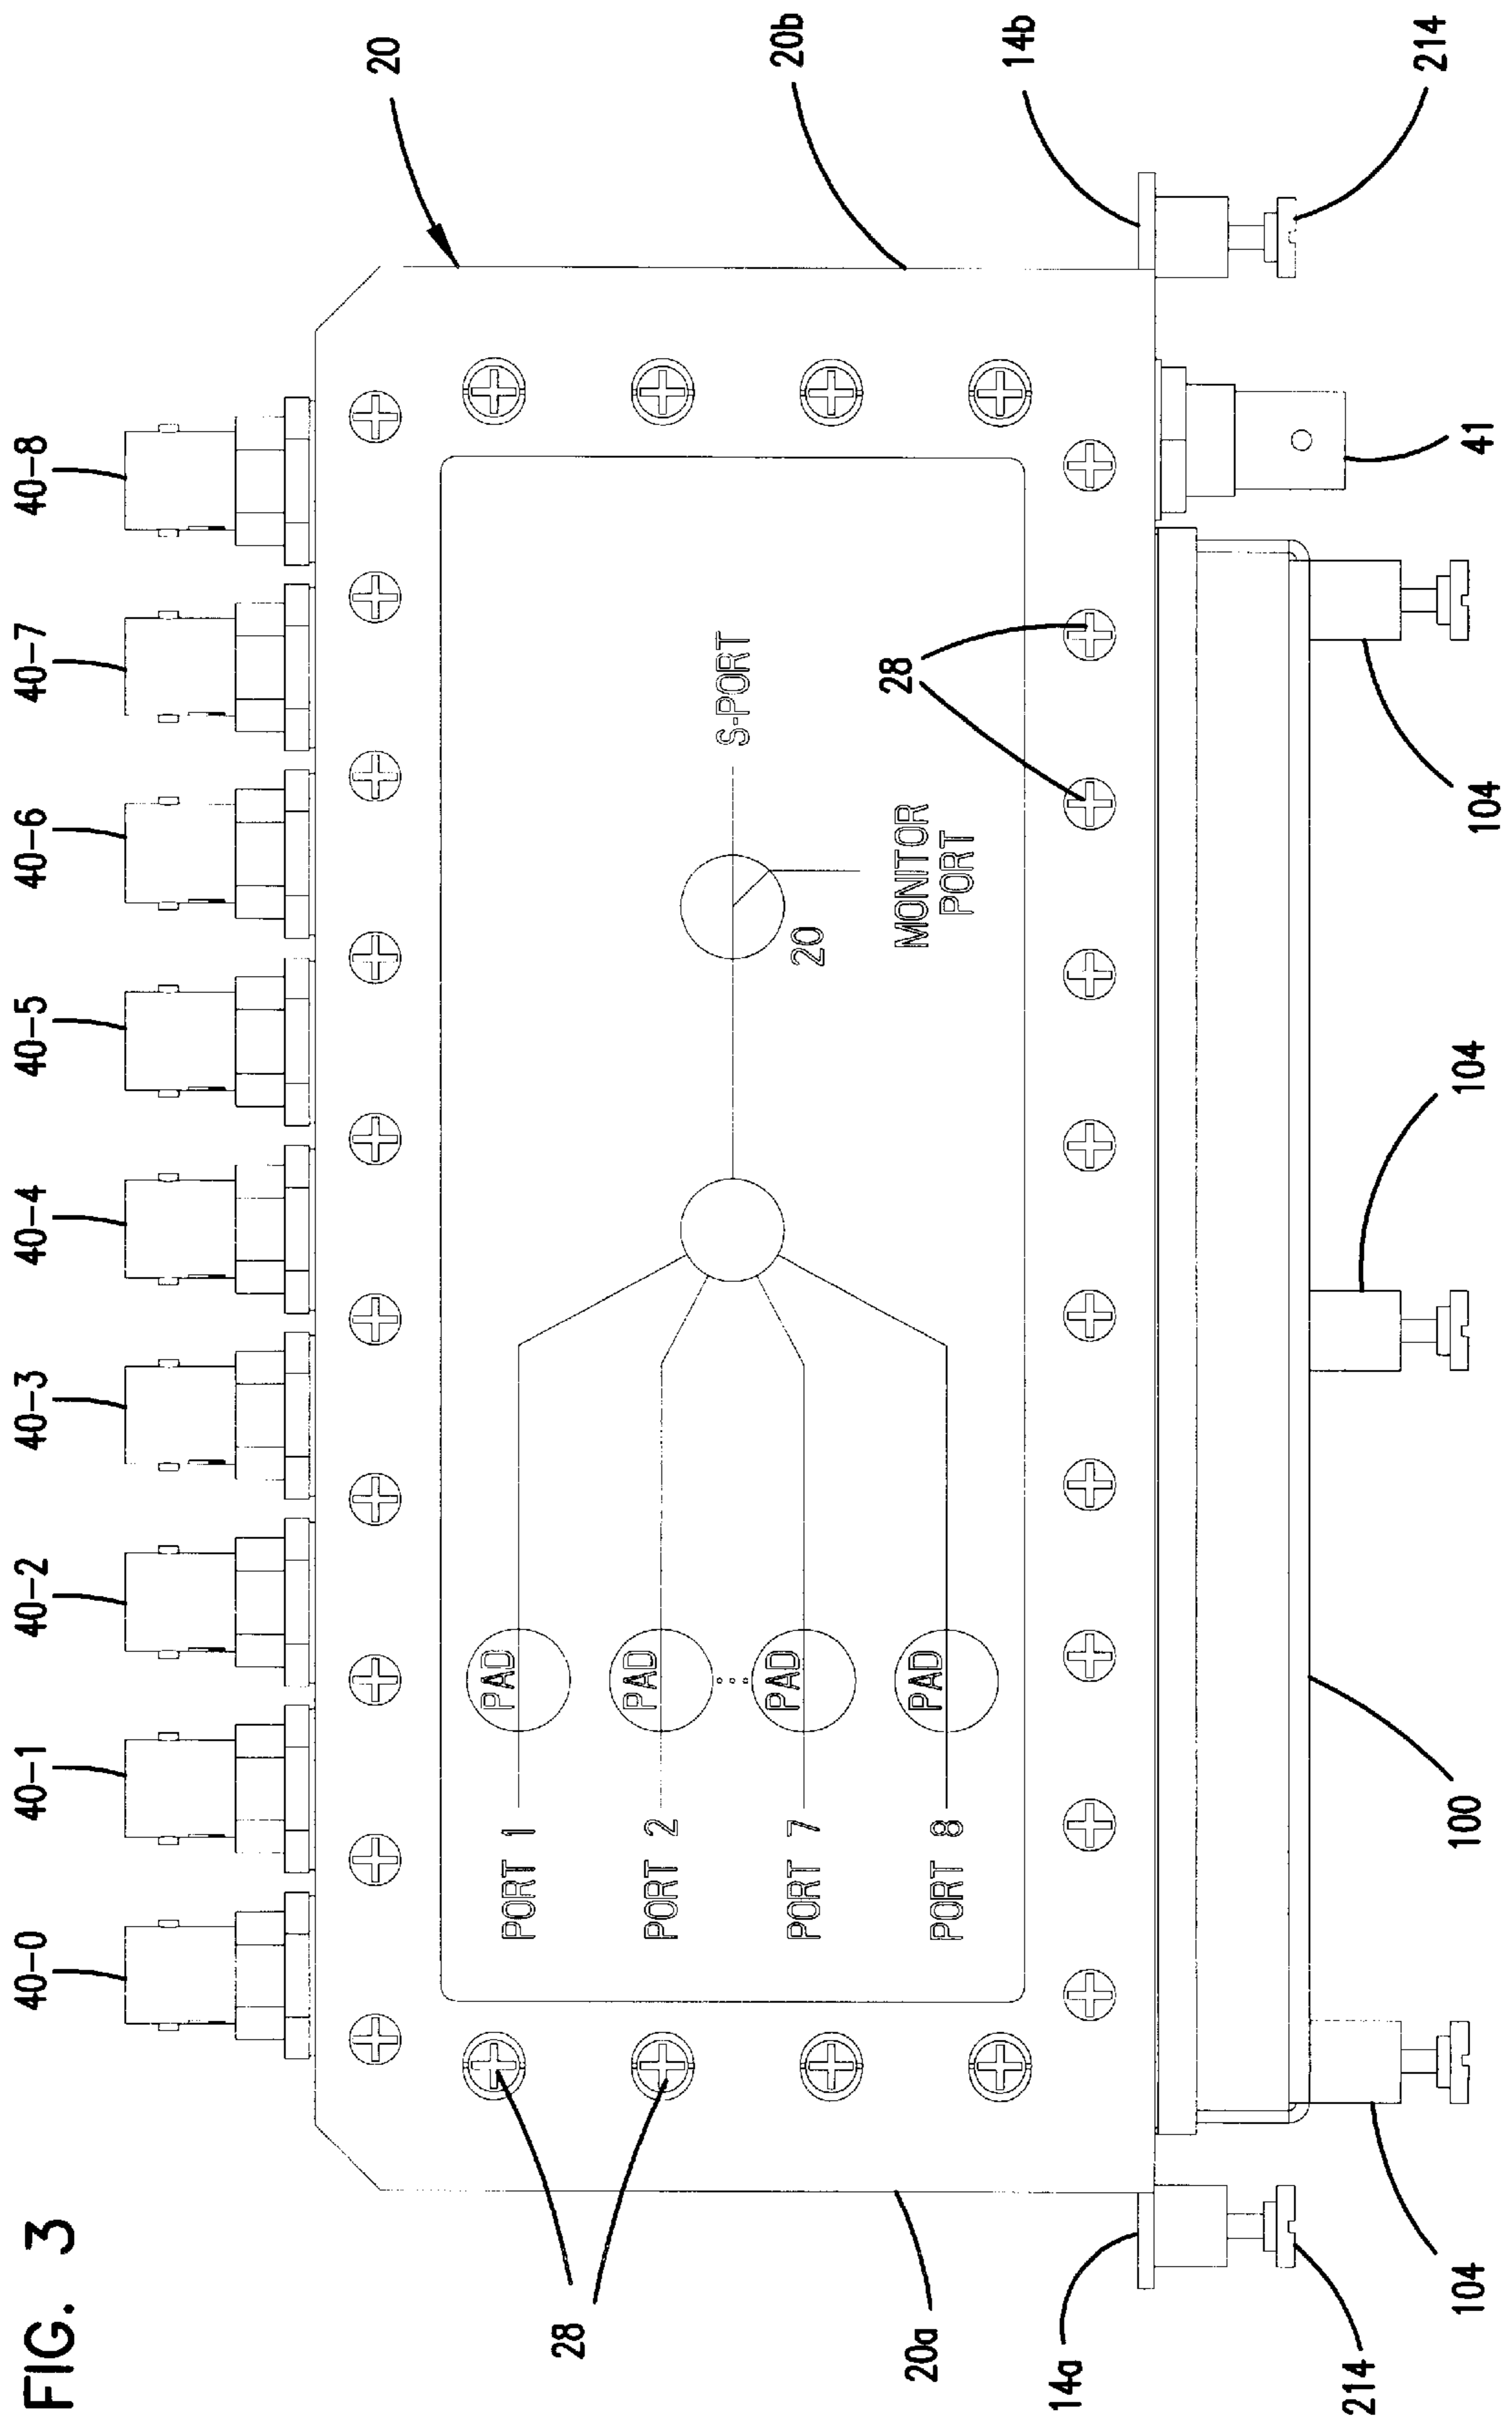 FIG. 3
40-0
40-1
40-2
40-3
40-4
40-5
40-6
40-7
40-8
20
20b
14b
214
28
20a
14a
214
PORT 1
PORT 2
PORT 7
PORT 8
PAD
PAD
PAD
PAD
20
S-PORT
MONITOR
PORT
28
41
104
104
104
100